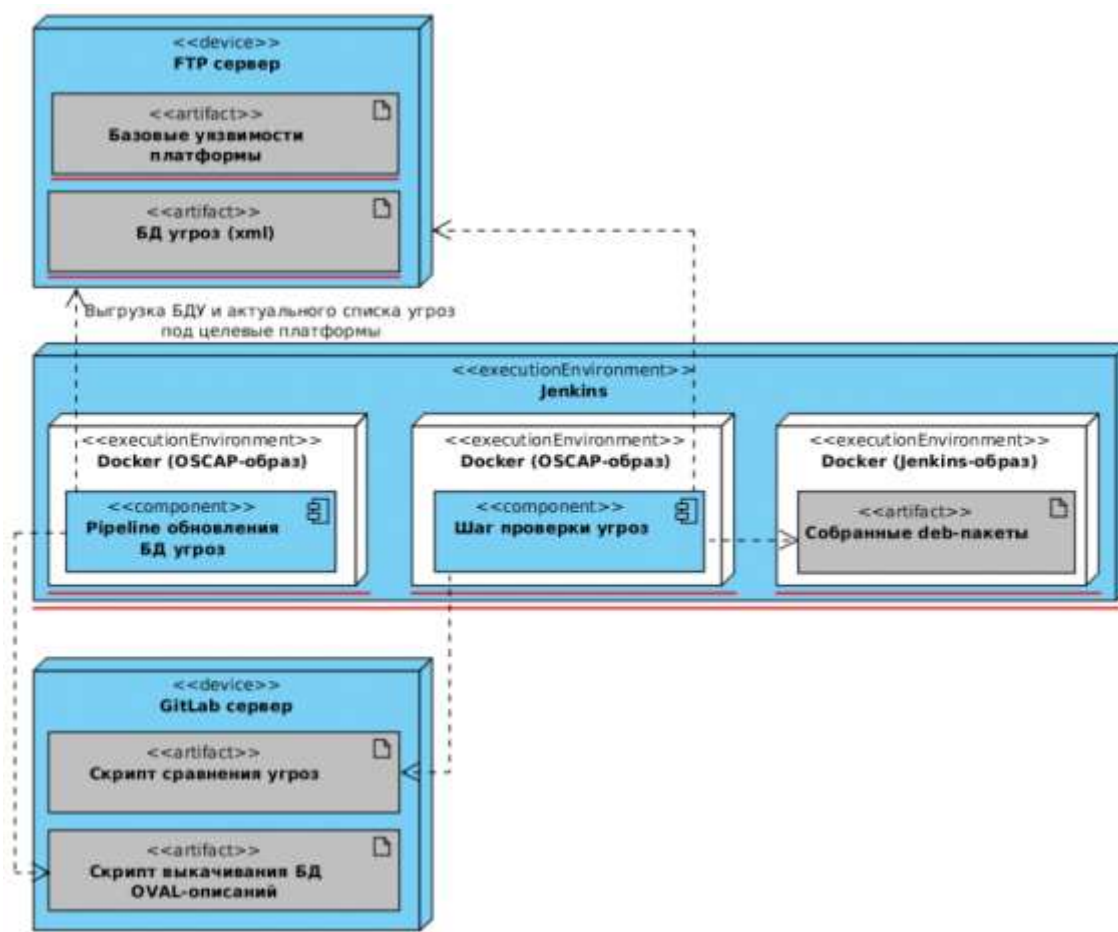 <<device>>
FTP сервер
<<artifact>>
Базовые уязвимости
платформы
<<artifact>>
БД угроз (xml)
Выгрузка БДУ и актуального списка угроз
под целевые платформы
<<executionEnvironment>>
Jenkins
<<executionEnvironment>>
Docker (OSCAP-образ)
<<component>>
Pipeline обновления
БД угроз
<<executionEnvironment>>
Docker (OSCAP-образ)
<<component>>
Шаг проверки угроз
<<executionEnvironment>>
Docker (Jenkins-образ)
<<artifact>>
Собранные deb-пакеты
<<device>>
GitLab сервер
<<artifact>>
Скрипт сравнения угроз
<<artifact>>
Скрипт выкачивания БД
OVAL-описаний